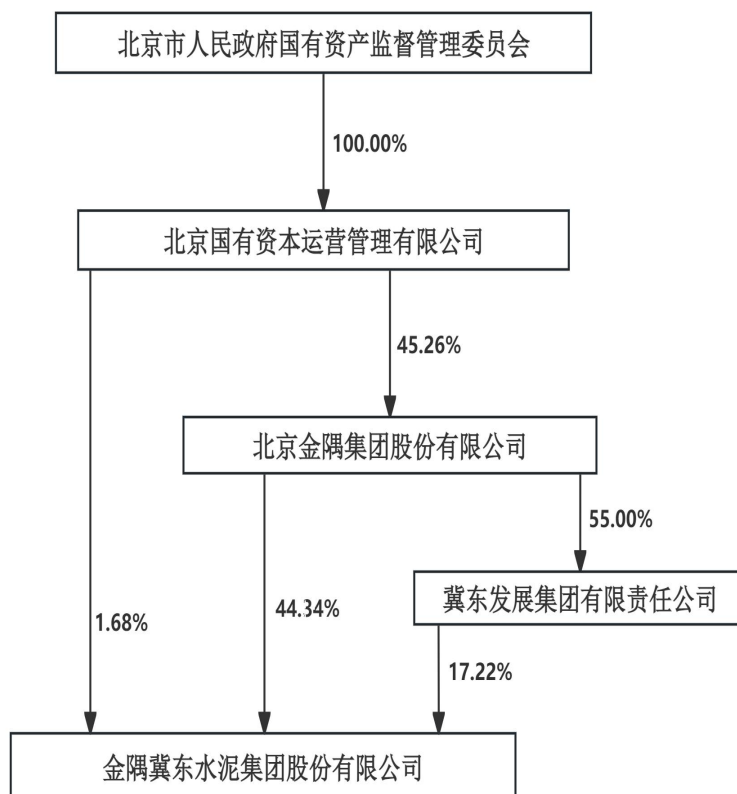 北京市人民政府国有资产监督管理委员会
100.00%
北京国有资本运营管理有限公司
45.26%
北京金隅集团股份有限公司
55.00%
冀东发展集团有限责任公司
1.68%
44.34%
17.22%
金隅冀东水泥集团股份有限公司